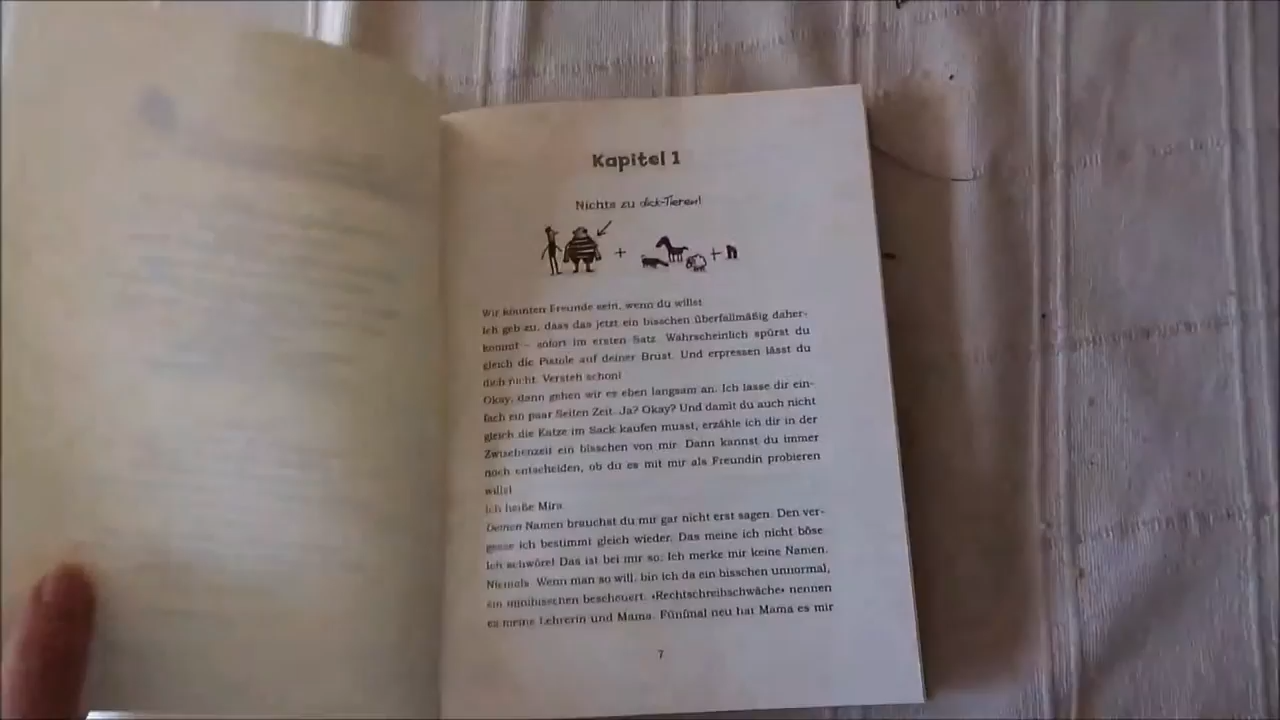 Kapitel 1
Nichts zu dick-Tieren!
+ + n
Wir könnten Freunde sein, wenn du willst
Ich geb zu, dass das jetzt ein bisschen überfallmäßig daher-
kommt – sofort im ersten Satz. Wahrscheinlich spürst du
gleich die Pistole auf deiner Brust. Und erpressen lässt du
dich nicht. Versteh schon!
Okay, dann gehen wir es eben langsam an. Ich lasse dir ein-
fach ein paar Seiten Zeit. Ja? Okay? Und damit du auch nicht
gleich die Katze im Sack kaufen musst, erzähle ich dir in der
Zwischenzeit ein bisschen von mir. Dann kannst du immer
noch entscheiden, ob du es mit mir als Freundin probieren
willst
Ich heiße Mira
Deinen Namen brauchst du mir gar nicht erst sagen. Den ver-
gesse ich bestimmt gleich wieder. Das meine ich nicht böse
Ich schwöre! Das ist bei mir so. Ich merke mir keine Namen.
Niemals. Wenn man so will, bin ich da ein bisschen unnormal,
ein minibisschen bescheuert. ›Rechtschreibschwäche‹ nennen
es meine Lehrerin und Mama. Fünfmal neu hat Mama es mir
7